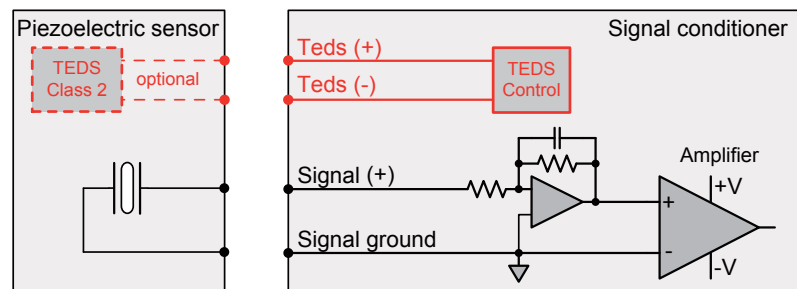 Piezoelectric sensor
TEDS
Class 2
optional
Signal conditioner
Teds (+)
Teds (-)
TEDS
Control
Signal (+)
Signal ground
Amplifier
+V
+
-
-V